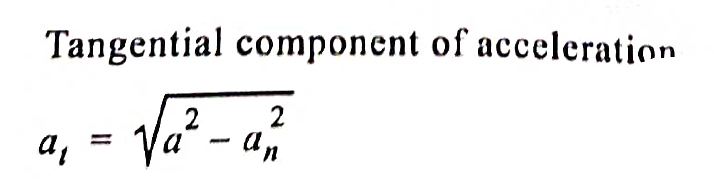 Tangential component of acceleration
a_t = √(a² − a_n²)